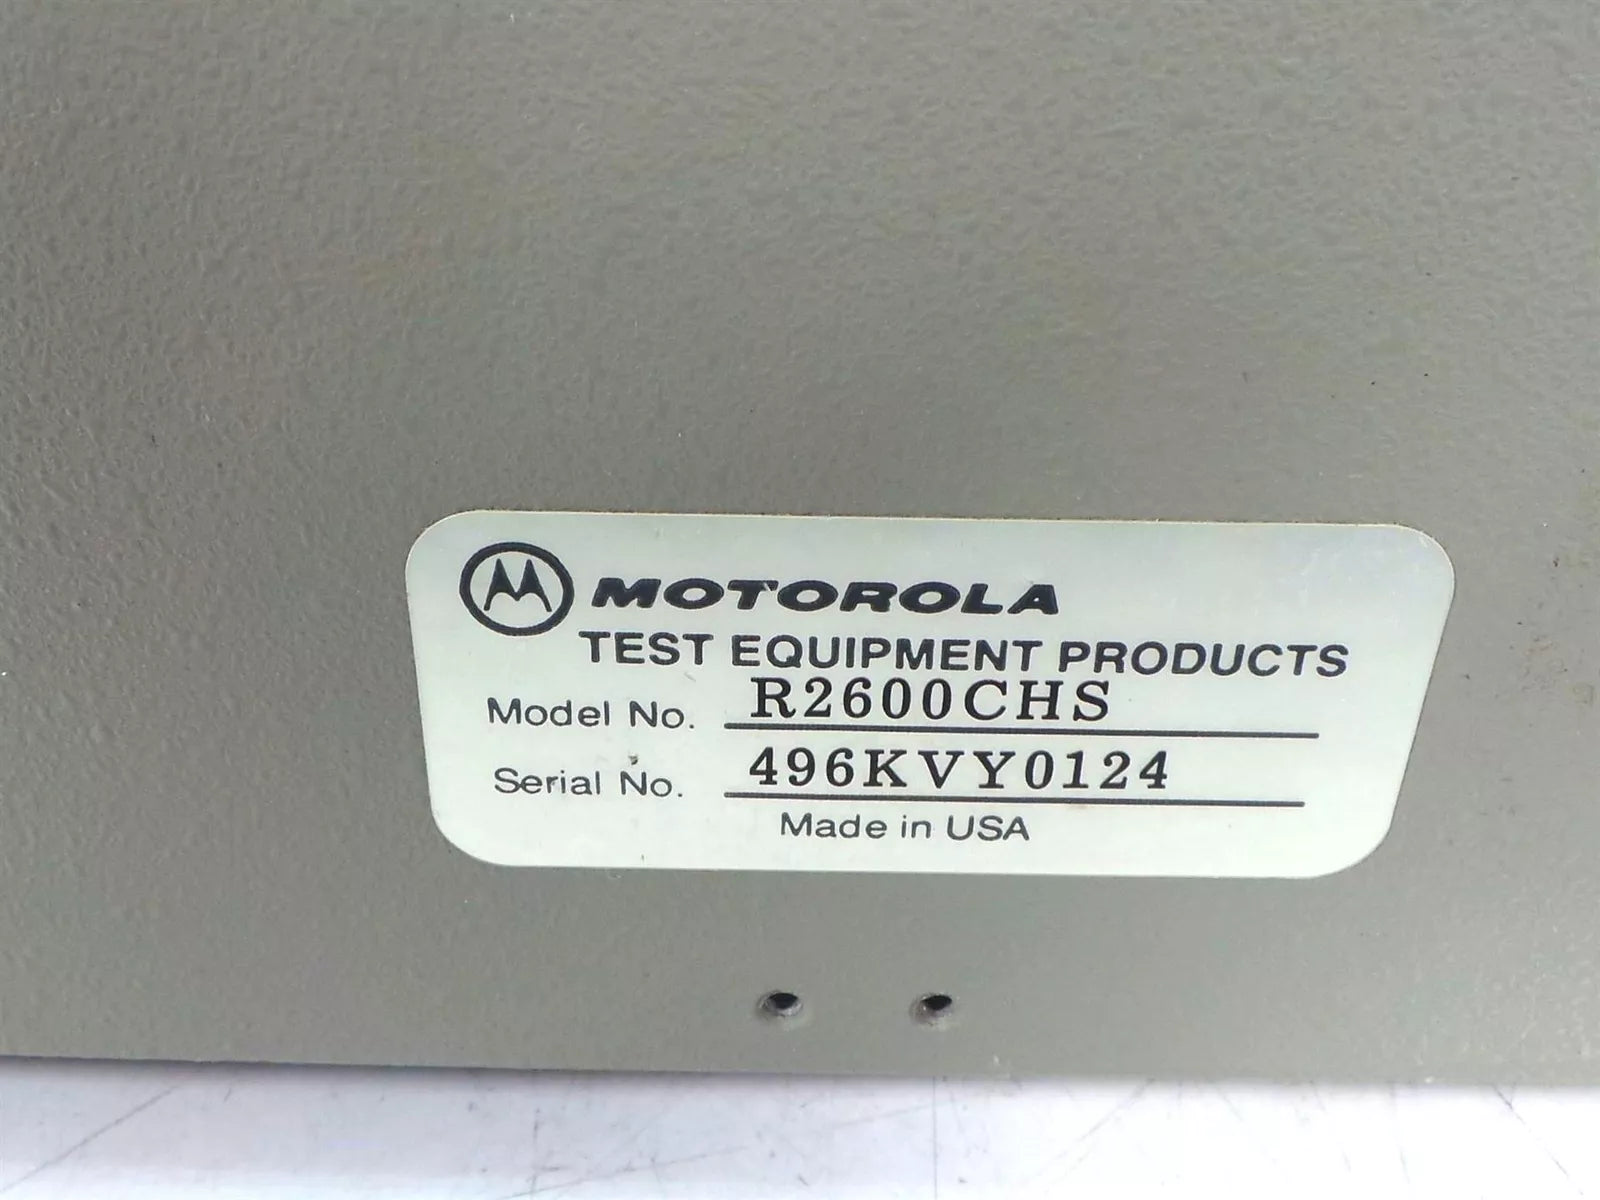 MOTOROLA
TEST EQUIPMENT PRODUCTS
Model No. R2600CHS
Serial No. 496KVY0124
Made in USA